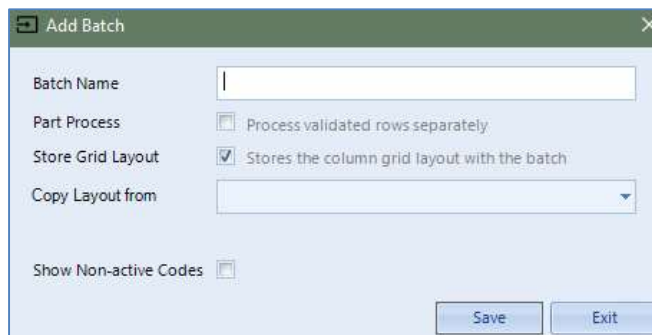 Add Batch
Batch Name
Part Process Process validated rows separately
Store Grid Layout Stores the column grid layout with the batch
Copy Layout from
Show Non-active Codes
Save Exit